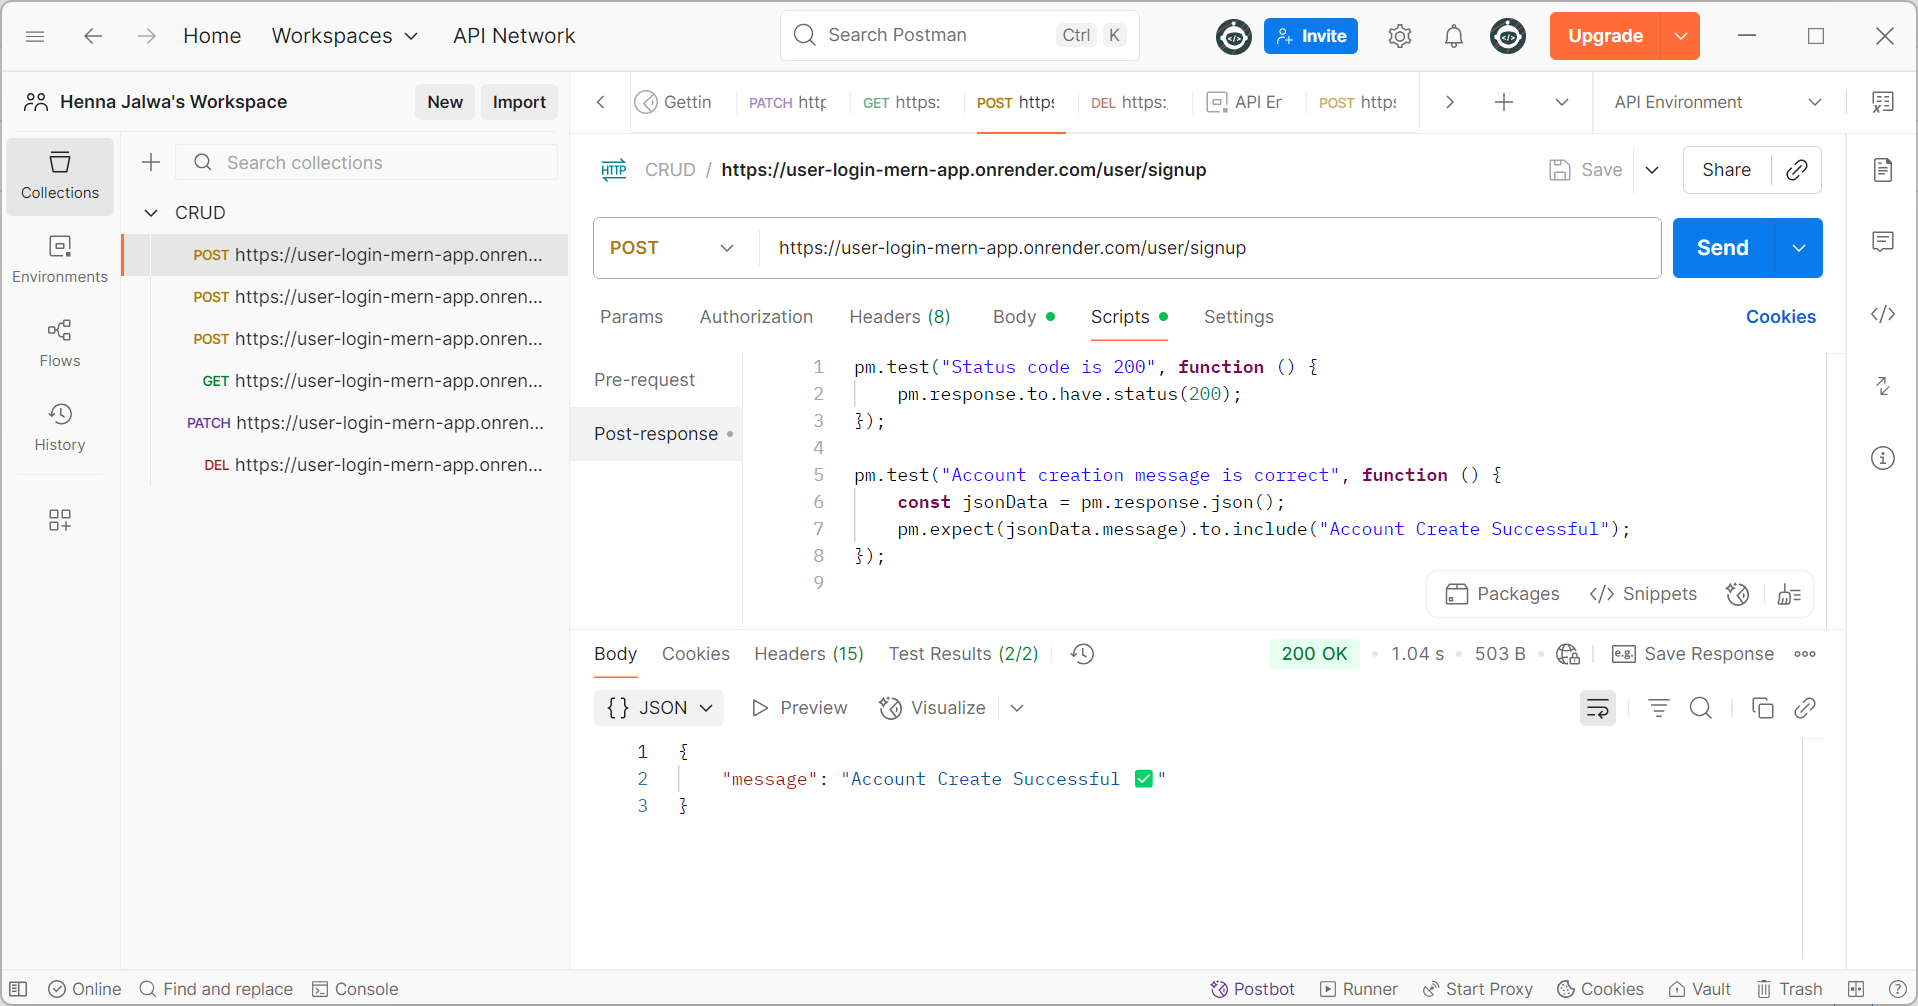 Home Workspaces API Network Search Postman Ctrl K Invite Upgrade
Henna Jalwa's Workspace New Import
Gettin PATCH http GET https: POST https DEL https: API Er POST https API Environment
Collections
Environments
Flows
History
Search collections
CRUD
POST https://user-login-mern-app.onren...
POST https://user-login-mern-app.onren...
POST https://user-login-mern-app.onren...
GET https://user-login-mern-app.onren...
PATCH https://user-login-mern-app.onren...
DEL https://user-login-mern-app.onren...
HTTP CRUD / https://user-login-mern-app.onrender.com/user/signup Save Share
POST https://user-login-mern-app.onrender.com/user/signup Send
Params Authorization Headers (8) Body Scripts Settings Cookies
Pre-request
Post-response
1 pm.test("Status code is 200", function () {
2 pm.response.to.have.status(200);
3 });
4
5 pm.test("Account creation message is correct", function () {
6 const jsonData = pm.response.json();
7 pm.expect(jsonData.message).to.include("Account Create Successful");
8 });
9
Packages </> Snippets
Body Cookies Headers (15) Test Results (2/2) 200 OK • 1.04 s • 503 B • e.g. Save Response
{} JSON Preview Visualize
1 {
2 "message": "Account Create Successful ✅"
3 }
Online Find and replace Console Postbot Runner Start Proxy Cookies Vault Trash